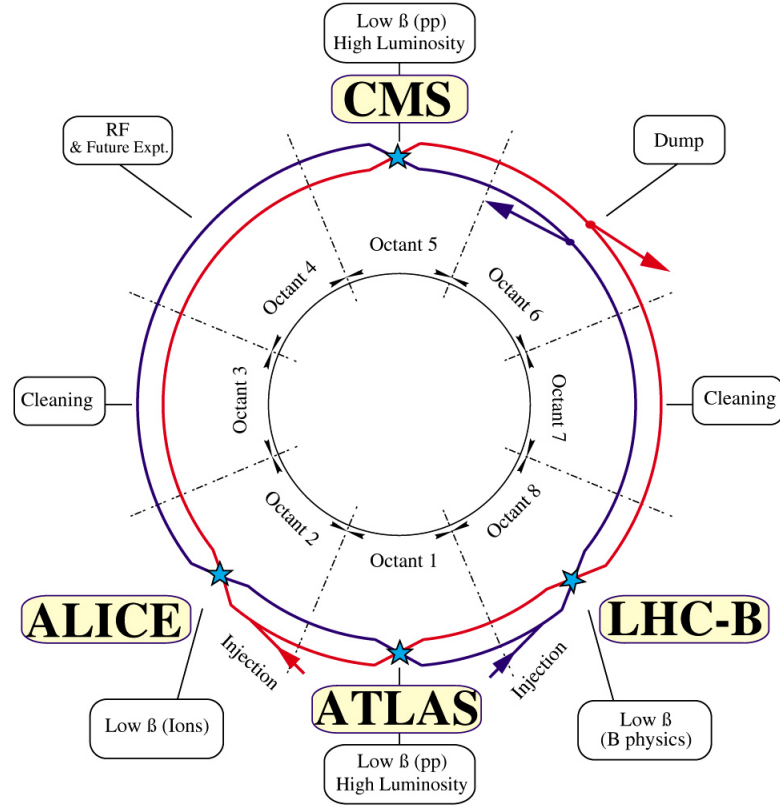 Low ß (pp)
High Luminosity
CMS
RF
& Future Expt.
Dump
Octant 5
Octant 4
Octant 6
Octant 3
Octant 7
Cleaning
Cleaning
Octant 2
Octant 8
Octant 1
ALICE
LHC-B
Injection
Injection
ATLAS
Low ß (Ions)
Low ß
(B physics)
Low ß (pp)
High Luminosity